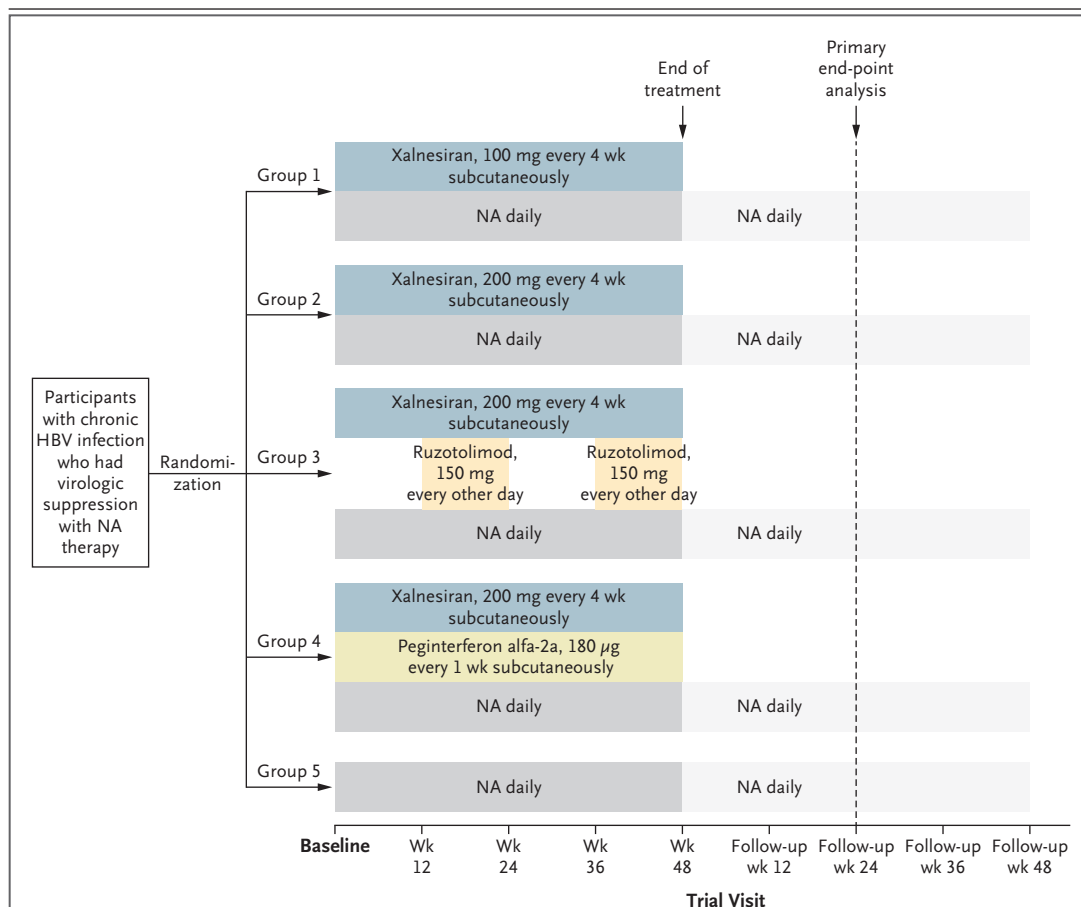 End of
treatment
Primary
end-point
analysis
Participants
with chronic
HBV infection
who had
virologic
suppression
with NA
therapy
Randomi-
zation
Group 1
Xalnesiran, 100 mg every 4 wk
subcutaneously
NA daily
NA daily
Group 2
Xalnesiran, 200 mg every 4 wk
subcutaneously
NA daily
NA daily
Group 3
Xalnesiran, 200 mg every 4 wk
subcutaneously
Ruzotolimod,
150 mg
every other day
Ruzotolimod,
150 mg
every other day
NA daily
NA daily
Group 4
Xalnesiran, 200 mg every 4 wk
subcutaneously
Peginterferon alfa-2a, 180 µg
every 1 wk subcutaneously
NA daily
NA daily
Group 5
NA daily
NA daily
Baseline
Wk
12
Wk
24
Wk
36
Wk
48
Follow-up
wk 12
Follow-up
wk 24
Follow-up
wk 36
Follow-up
wk 48
Trial Visit